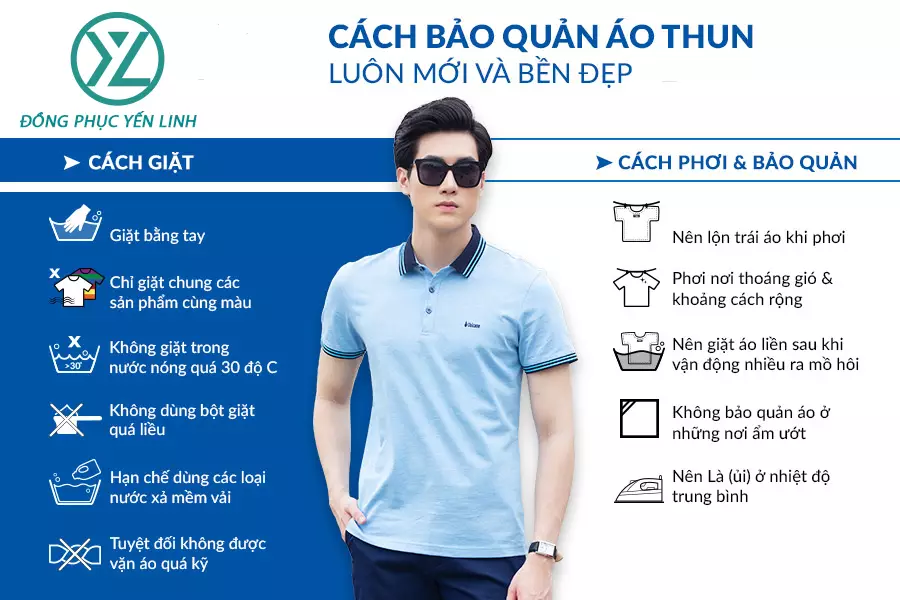 YL
ĐỒNG PHỤC YẾN LINH
CÁCH BẢO QUẢN ÁO THUN
LUÔN MỚI VÀ BỀN ĐẸP
CÁCH GIẶT
Giặt bằng tay
X
Chỉ giặt chung các
sản phẩm cùng màu
X
>30°
Không giặt trong
nước nóng quá 30 độ C
Không dùng bột giặt
quá liều
Hạn chế dùng các loại
nước xả mềm vải
Tuyệt đối không được
vặn áo quá kỹ
CÁCH PHƠI & BẢO QUẢN
Nên lộn trái áo khi phơi
Phơi nơi thoáng gió &
khoảng cách rộng
Nên giặt áo liền sau khi
vận động nhiều ra mồ hôi
Không bảo quản áo ở
những nơi ẩm ướt
Nên Là (ủi) ở nhiệt độ
trung bình